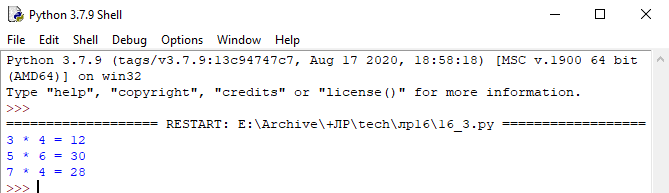 Python 3.7.9 Shell
File Edit Shell Debug Options Window Help
Python 3.7.9 (tags/v3.7.9:13c94747c7, Aug 17 2020, 18:58:18) [MSC v.1900 64 bit
(AMD64)] on win32
Type "help", "copyright", "credits" or "license()" for more information.
>>>
=================== RESTART: E:\Archive\+ЛР\tech\лр16\16_3.py ==================
3 * 4 = 12
5 * 6 = 30
7 * 4 = 28
>>>